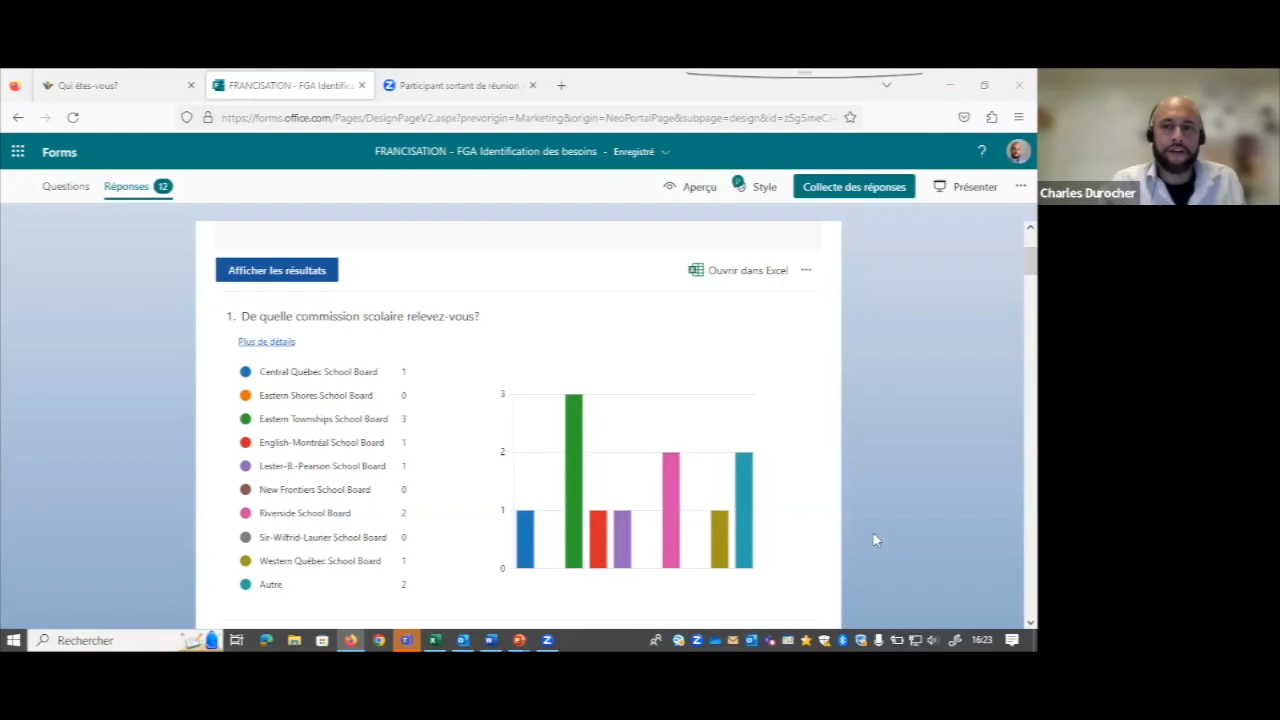 Qui êtes-vous?
FRANCISATION - FGA Identific
Participant sortant de réunion
https://forms.office.com/Pages/DesignPageV2.aspx?prevorigin=Marketing&origin=NeoPortalPage&subpage=design&id=z5g5meC
Forms
FRANCISATION - FGA Identification des besoins - Enregistré
?
Questions
Réponses 12
Aperçu
Style
Collecte des réponses
Présenter
Charles Durocher
Afficher les résultats
Ouvrir dans Excel
1. De quelle commission scolaire relevez-vous?
Plus de détails
Central Québec School Board 1
Eastern Shores School Board 0
Eastern Townships School Board 3
English-Montréal School Board 1
Lester-B.-Pearson School Board 1
New Frontiers School Board 0
Riverside School Board 2
Sir-Wilfrid-Laurier School Board 0
Western Québec School Board 1
Autre 2
3
2
1
0
Rechercher
16:23